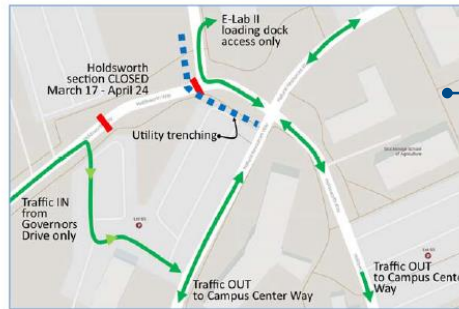 E-Lab II
loading dock
access only
Holdsworth
section CLOSED
March 17 - April 24
Utility trenching
Traffic IN
from
Governors
Drive only
Traffic OUT
to Campus Center Way
Traffic OUT
to Campus Center
Way